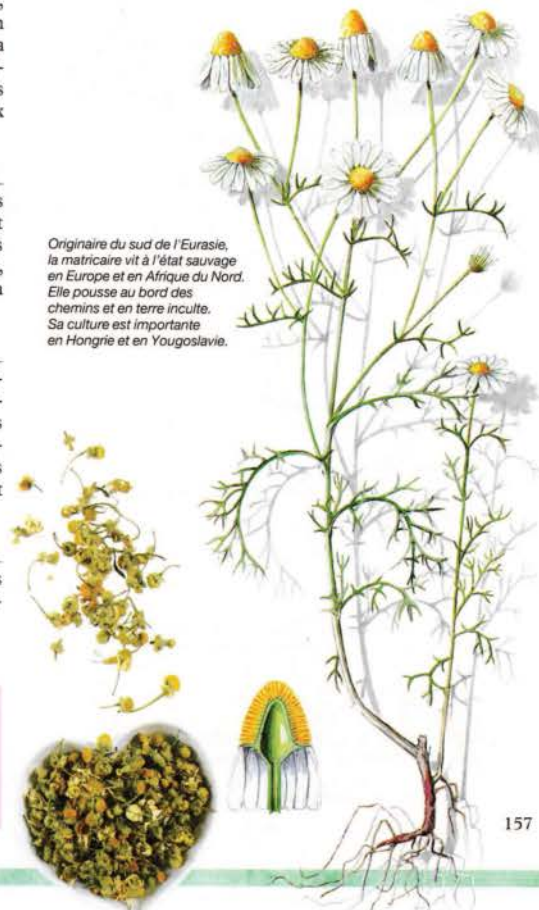 Originaire du sud de l'Eurasie,
la matricaire vit à l'état sauvage
en Europe et en Afrique du Nord.
Elle pousse au bord des
chemins et en terre inculte.
Sa culture est importante
en Hongrie et en Yougoslavie.
157